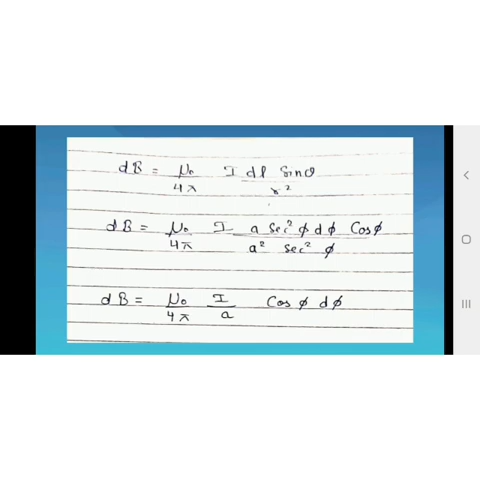 dB = μ₀/4π I dl Sinθ/r²
dB = μ₀/4π I a Sec²φ dφ Cosφ/a² Sec²φ
dB = μ₀/4π I/a Cosφ dφ